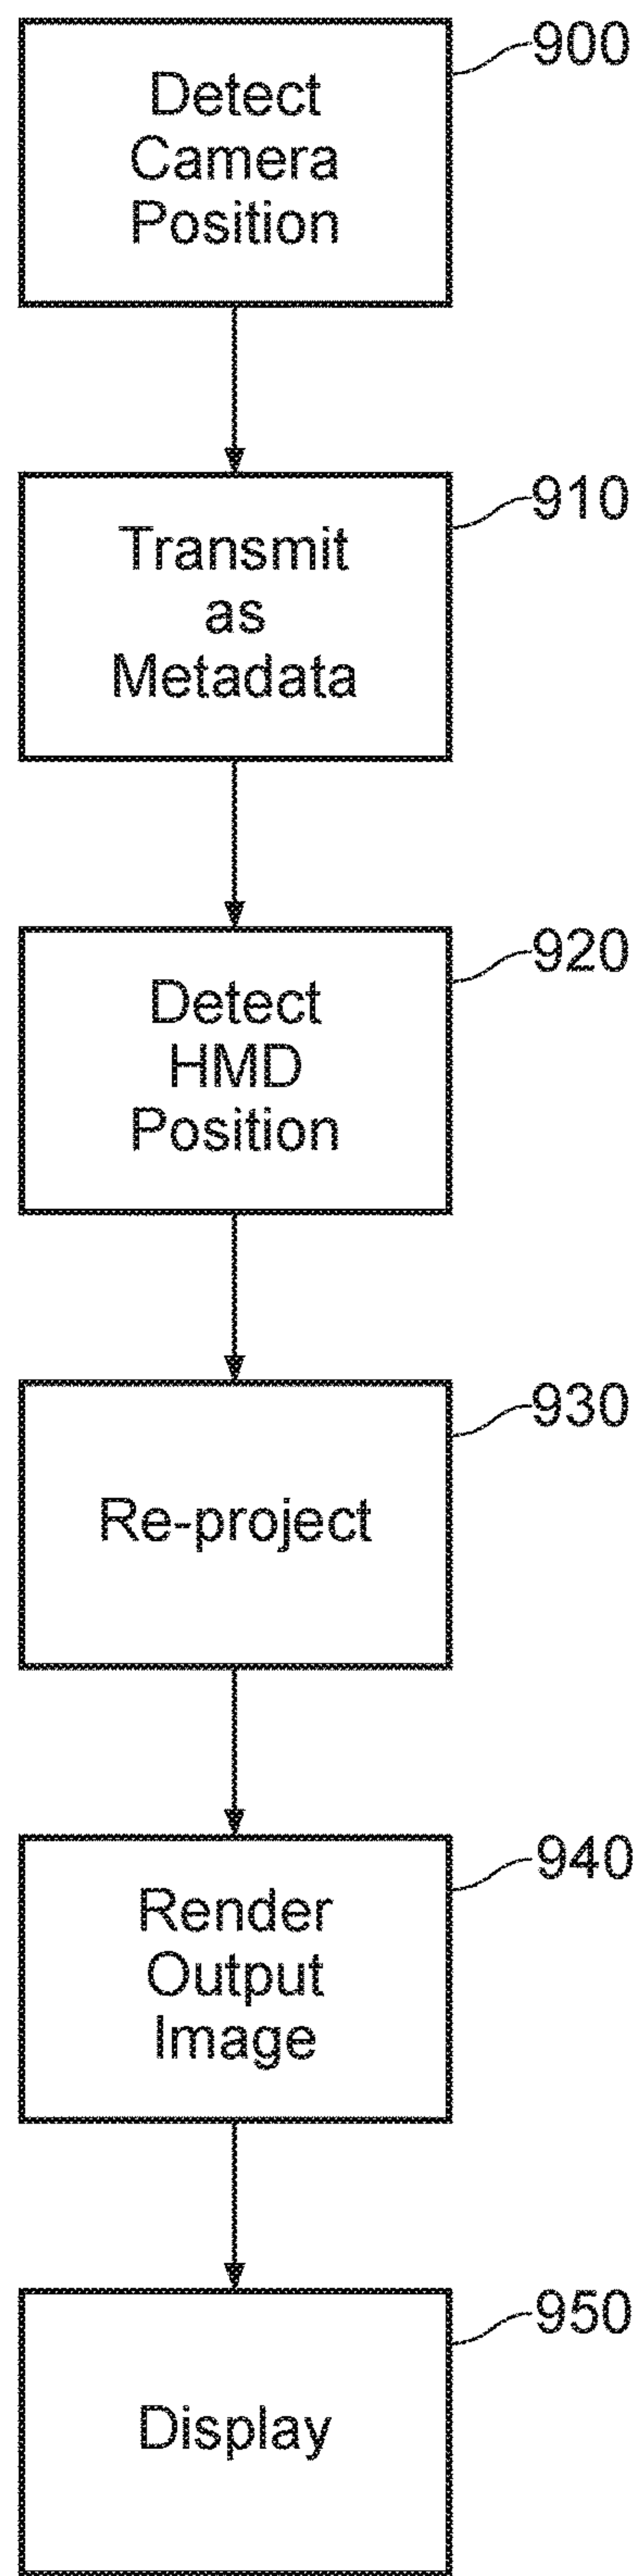 900
Detect
Camera
Position
910
Transmit
as
Metadata
920
Detect
HMD
Position
930
Re-project
940
Render
Output
Image
950
Display